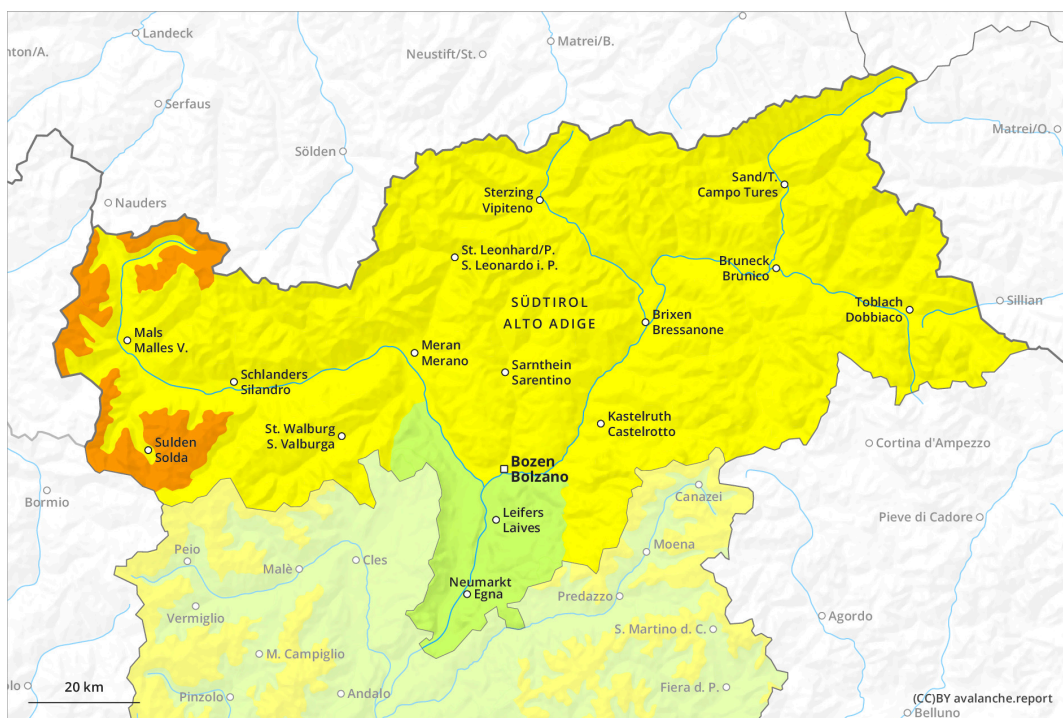 Landeck
Matrei/B.
nton/A.
Neustift/St.
Serfaus
Matrei/O.
Sölden
Sand/T.
Campo Tures
Sterzing
Vipiteno
Nauders
St. Leonhard/P.
S. Leonardo i. P.
Bruneck
Brunico
SÜDTIROL
ALTO ADIGE
Toblach
Dobbiaco
Sillian
Brixen
Bressanone
Mals
Malles V.
Meran
Merano
Sarnthein
Sarentino
Schlanders
Silandro
St. Walburg
S. Valburga
Kastelruth
Castelrotto
Sulden
Solda
Cortina d'Ampezzo
Bozen
Bolzano
Bormio
Canazei
Leifers
Laives
Pieve di Cadore
Peio
Cles
Moena
Malè
Neumarkt
Egna
Predazzo
Vermiglio
Agordo
S. Martino d. C.
M. Campiglio
20 km
olo
Pinzolo
Andalo
Fiera d. P.
(CC)BY avalanche.report
Belluno